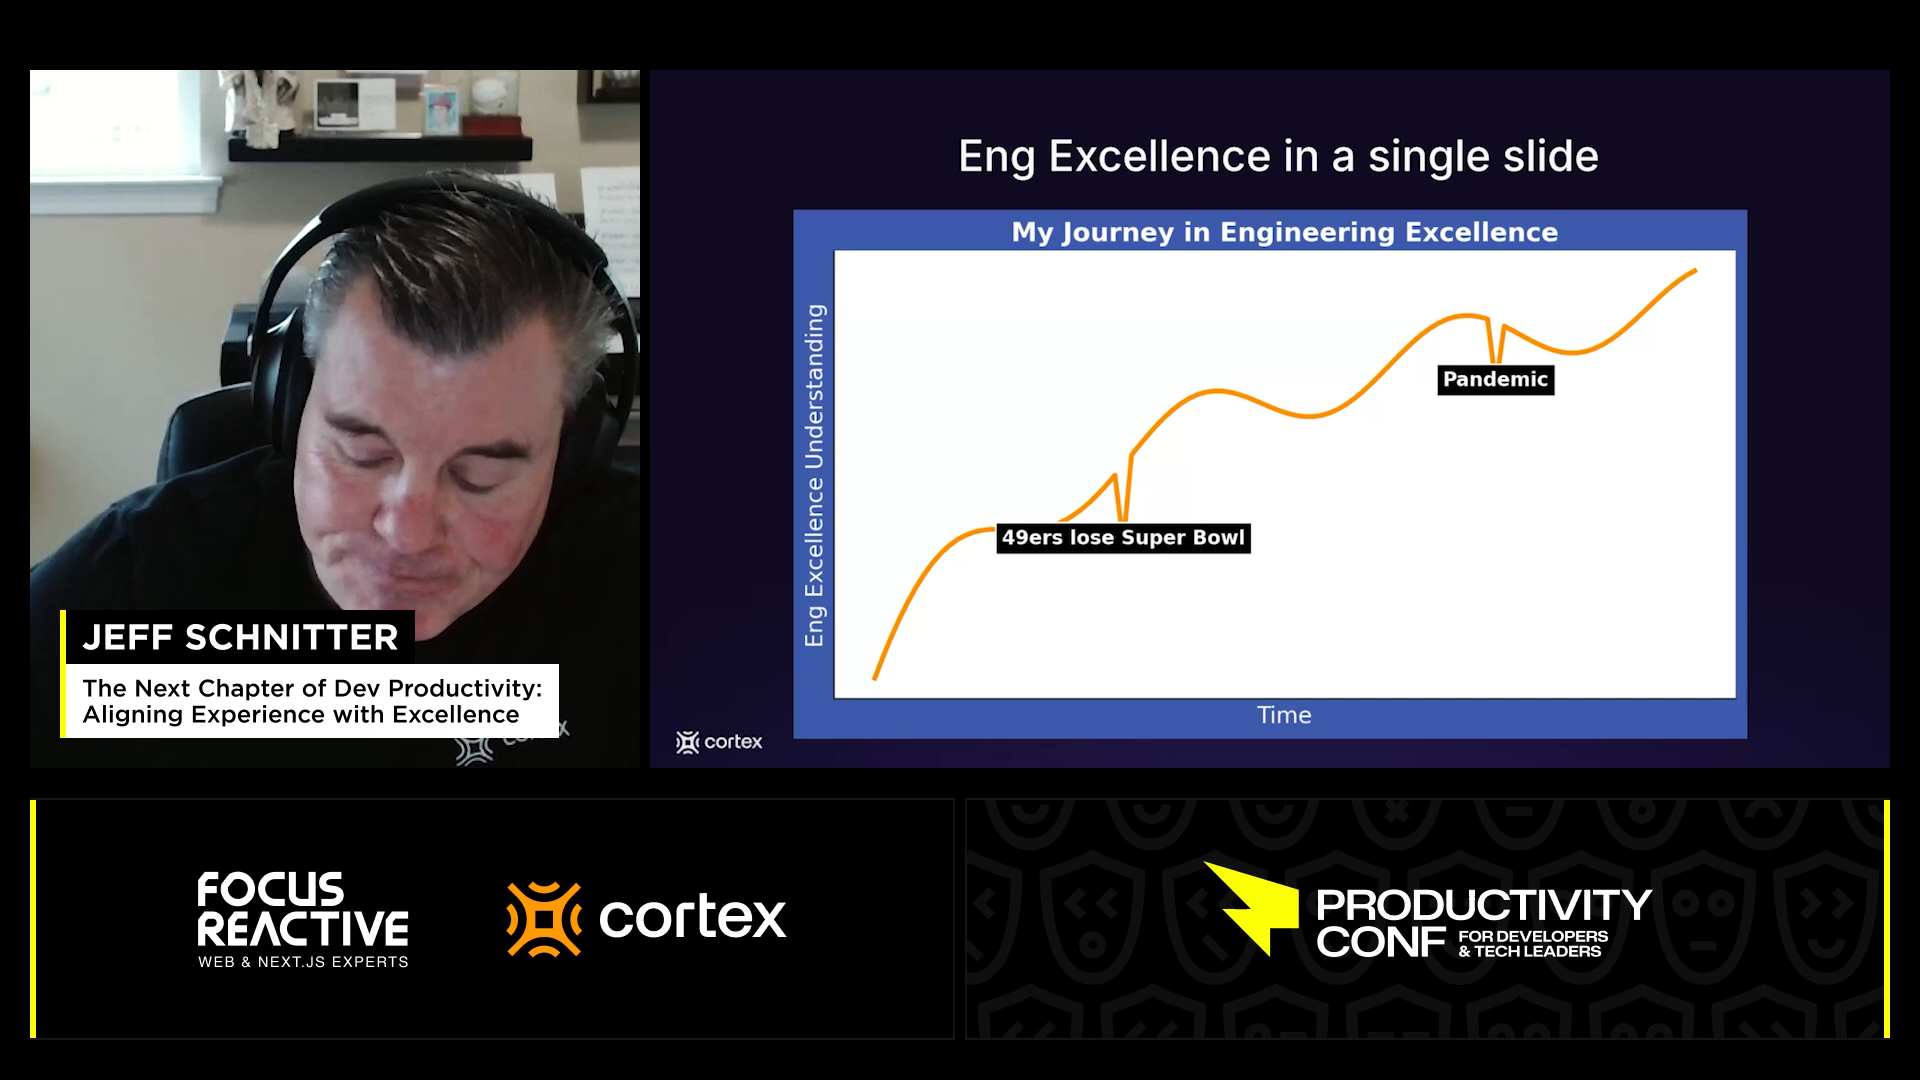 Eng Excellence in a single slide
My Journey in Engineering Excellence
Eng Excellence Understanding
Pandemic
49ers lose Super Bowl
Time
cortex
JEFF SCHNITTER
The Next Chapter of Dev Productivity:
Aligning Experience with Excellence
cortex
FOCUS
REACTIVE
WEB & NEXT.JS EXPERTS
cortex
PRODUCTIVITY
CONF FOR DEVELOPERS
& TECH LEADERS